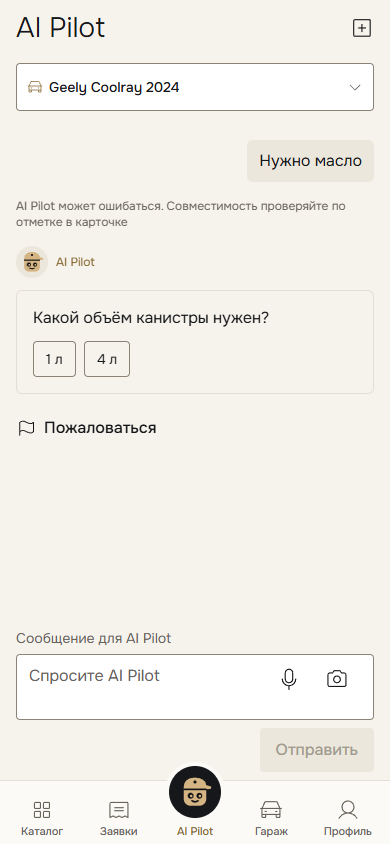 AI Pilot
Geely Coolray 2024
Нужно масло
AI Pilot может ошибаться. Совместимость проверяйте по
отметке в карточке
AI Pilot
Какой объём канистры нужен?
1 л
4 л
Пожаловаться
Сообщение для AI Pilot
Спросите AI Pilot
Отправить
Каталог
Заявки
AI Pilot
Гараж
Профиль